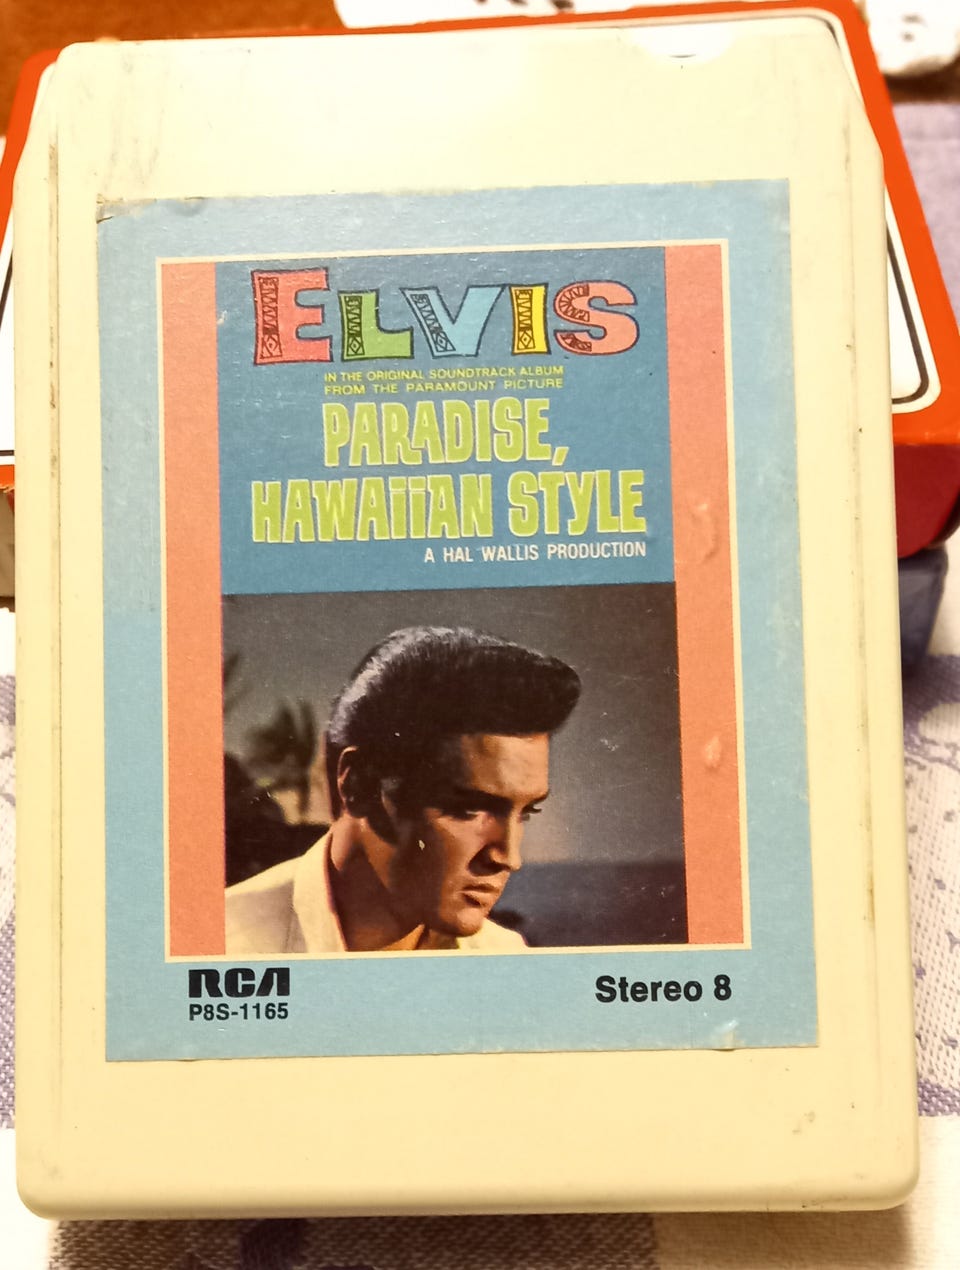 ELVIS
IN THE ORIGINAL SOUNDTRACK ALBUM
FROM THE PARAMOUNT PICTURE
PARADISE,
HAWAIIAN STYLE
A HAL WALLIS PRODUCTION
RCA
P8S-1165
Stereo 8